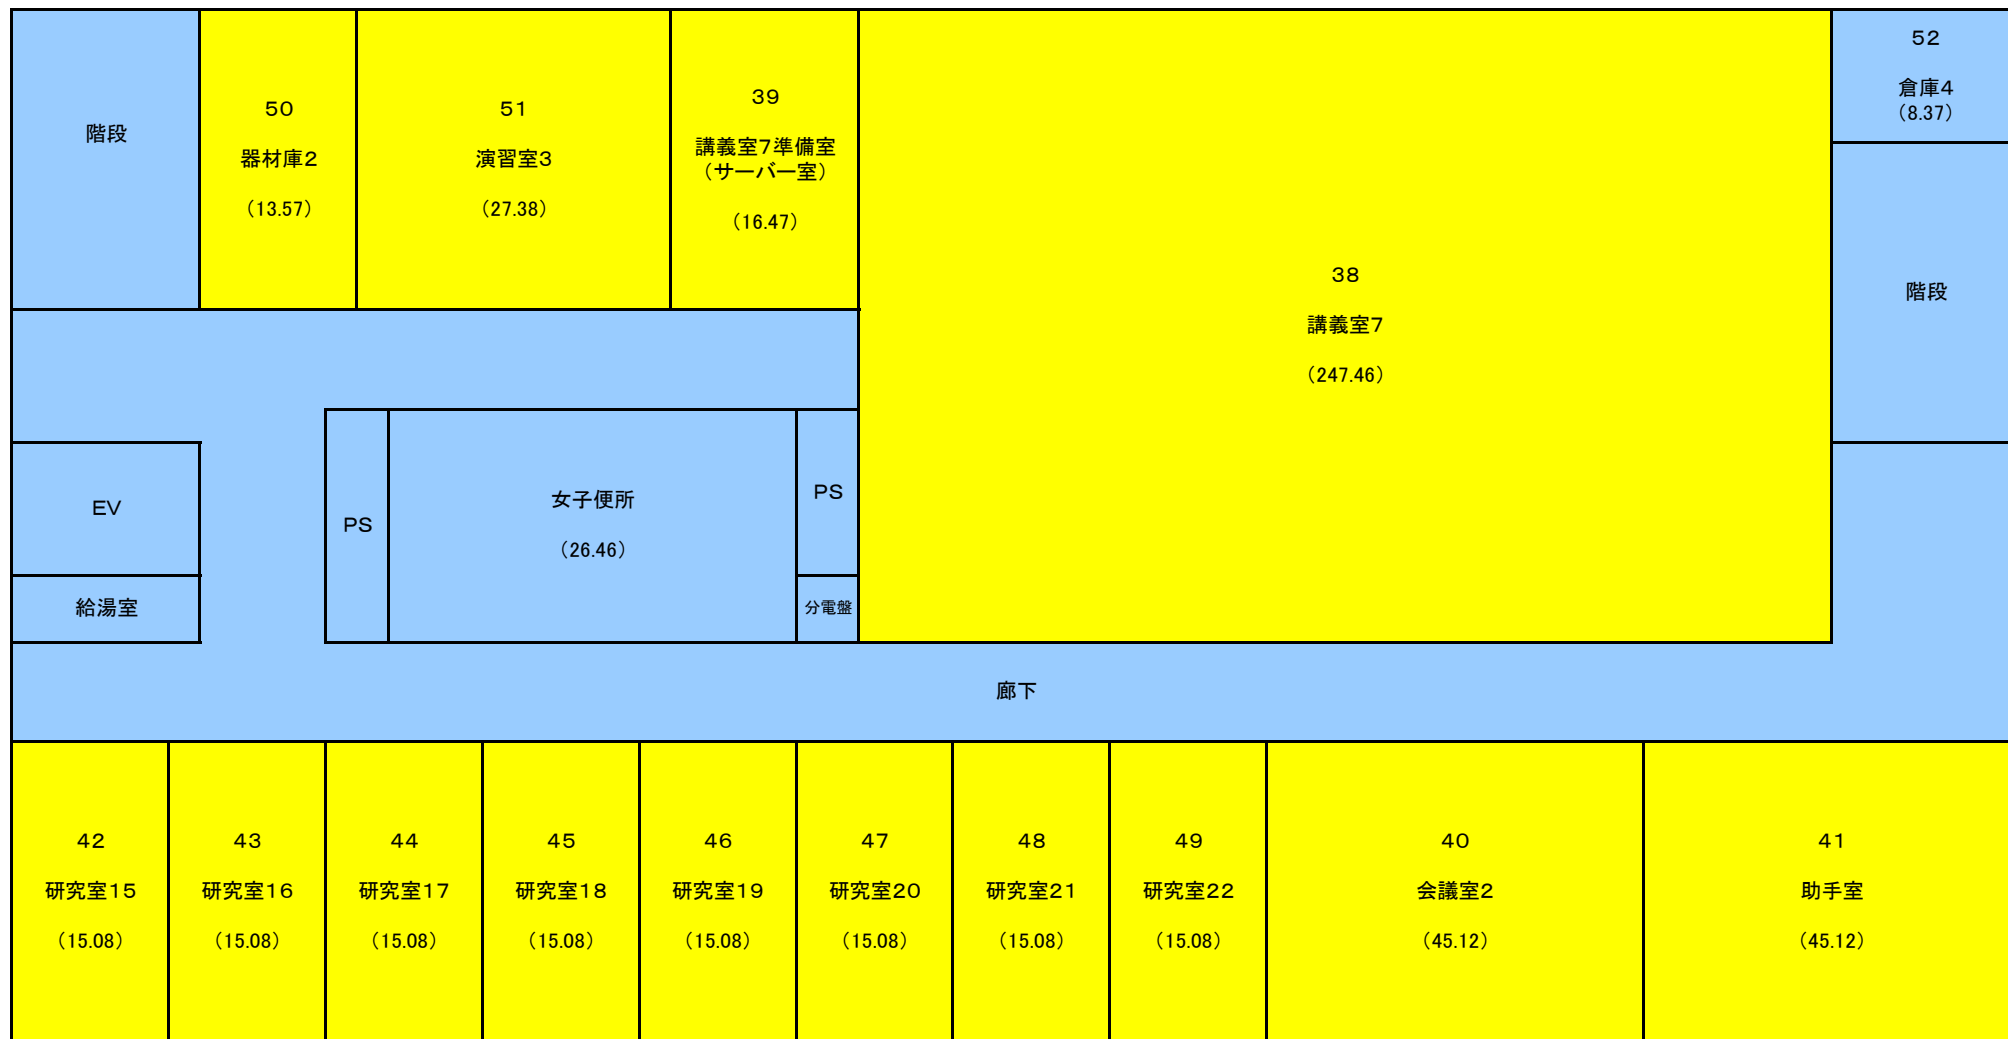 階段
50
器材庫2
（13.57）
51
演習室3
（27.38）
39
講義室7準備室
（サーバー室）
（16.47）
38
講義室7
（247.46）
52
倉庫4
（8.37）
階段
EV
給湯室
PS
女子便所
（26.46）
PS
分電盤
廊下
42
研究室15
（15.08）
43
研究室16
（15.08）
44
研究室17
（15.08）
45
研究室18
（15.08）
46
研究室19
（15.08）
47
研究室20
（15.08）
48
研究室21
（15.08）
49
研究室22
（15.08）
40
会議室2
（45.12）
41
助手室
（45.12）